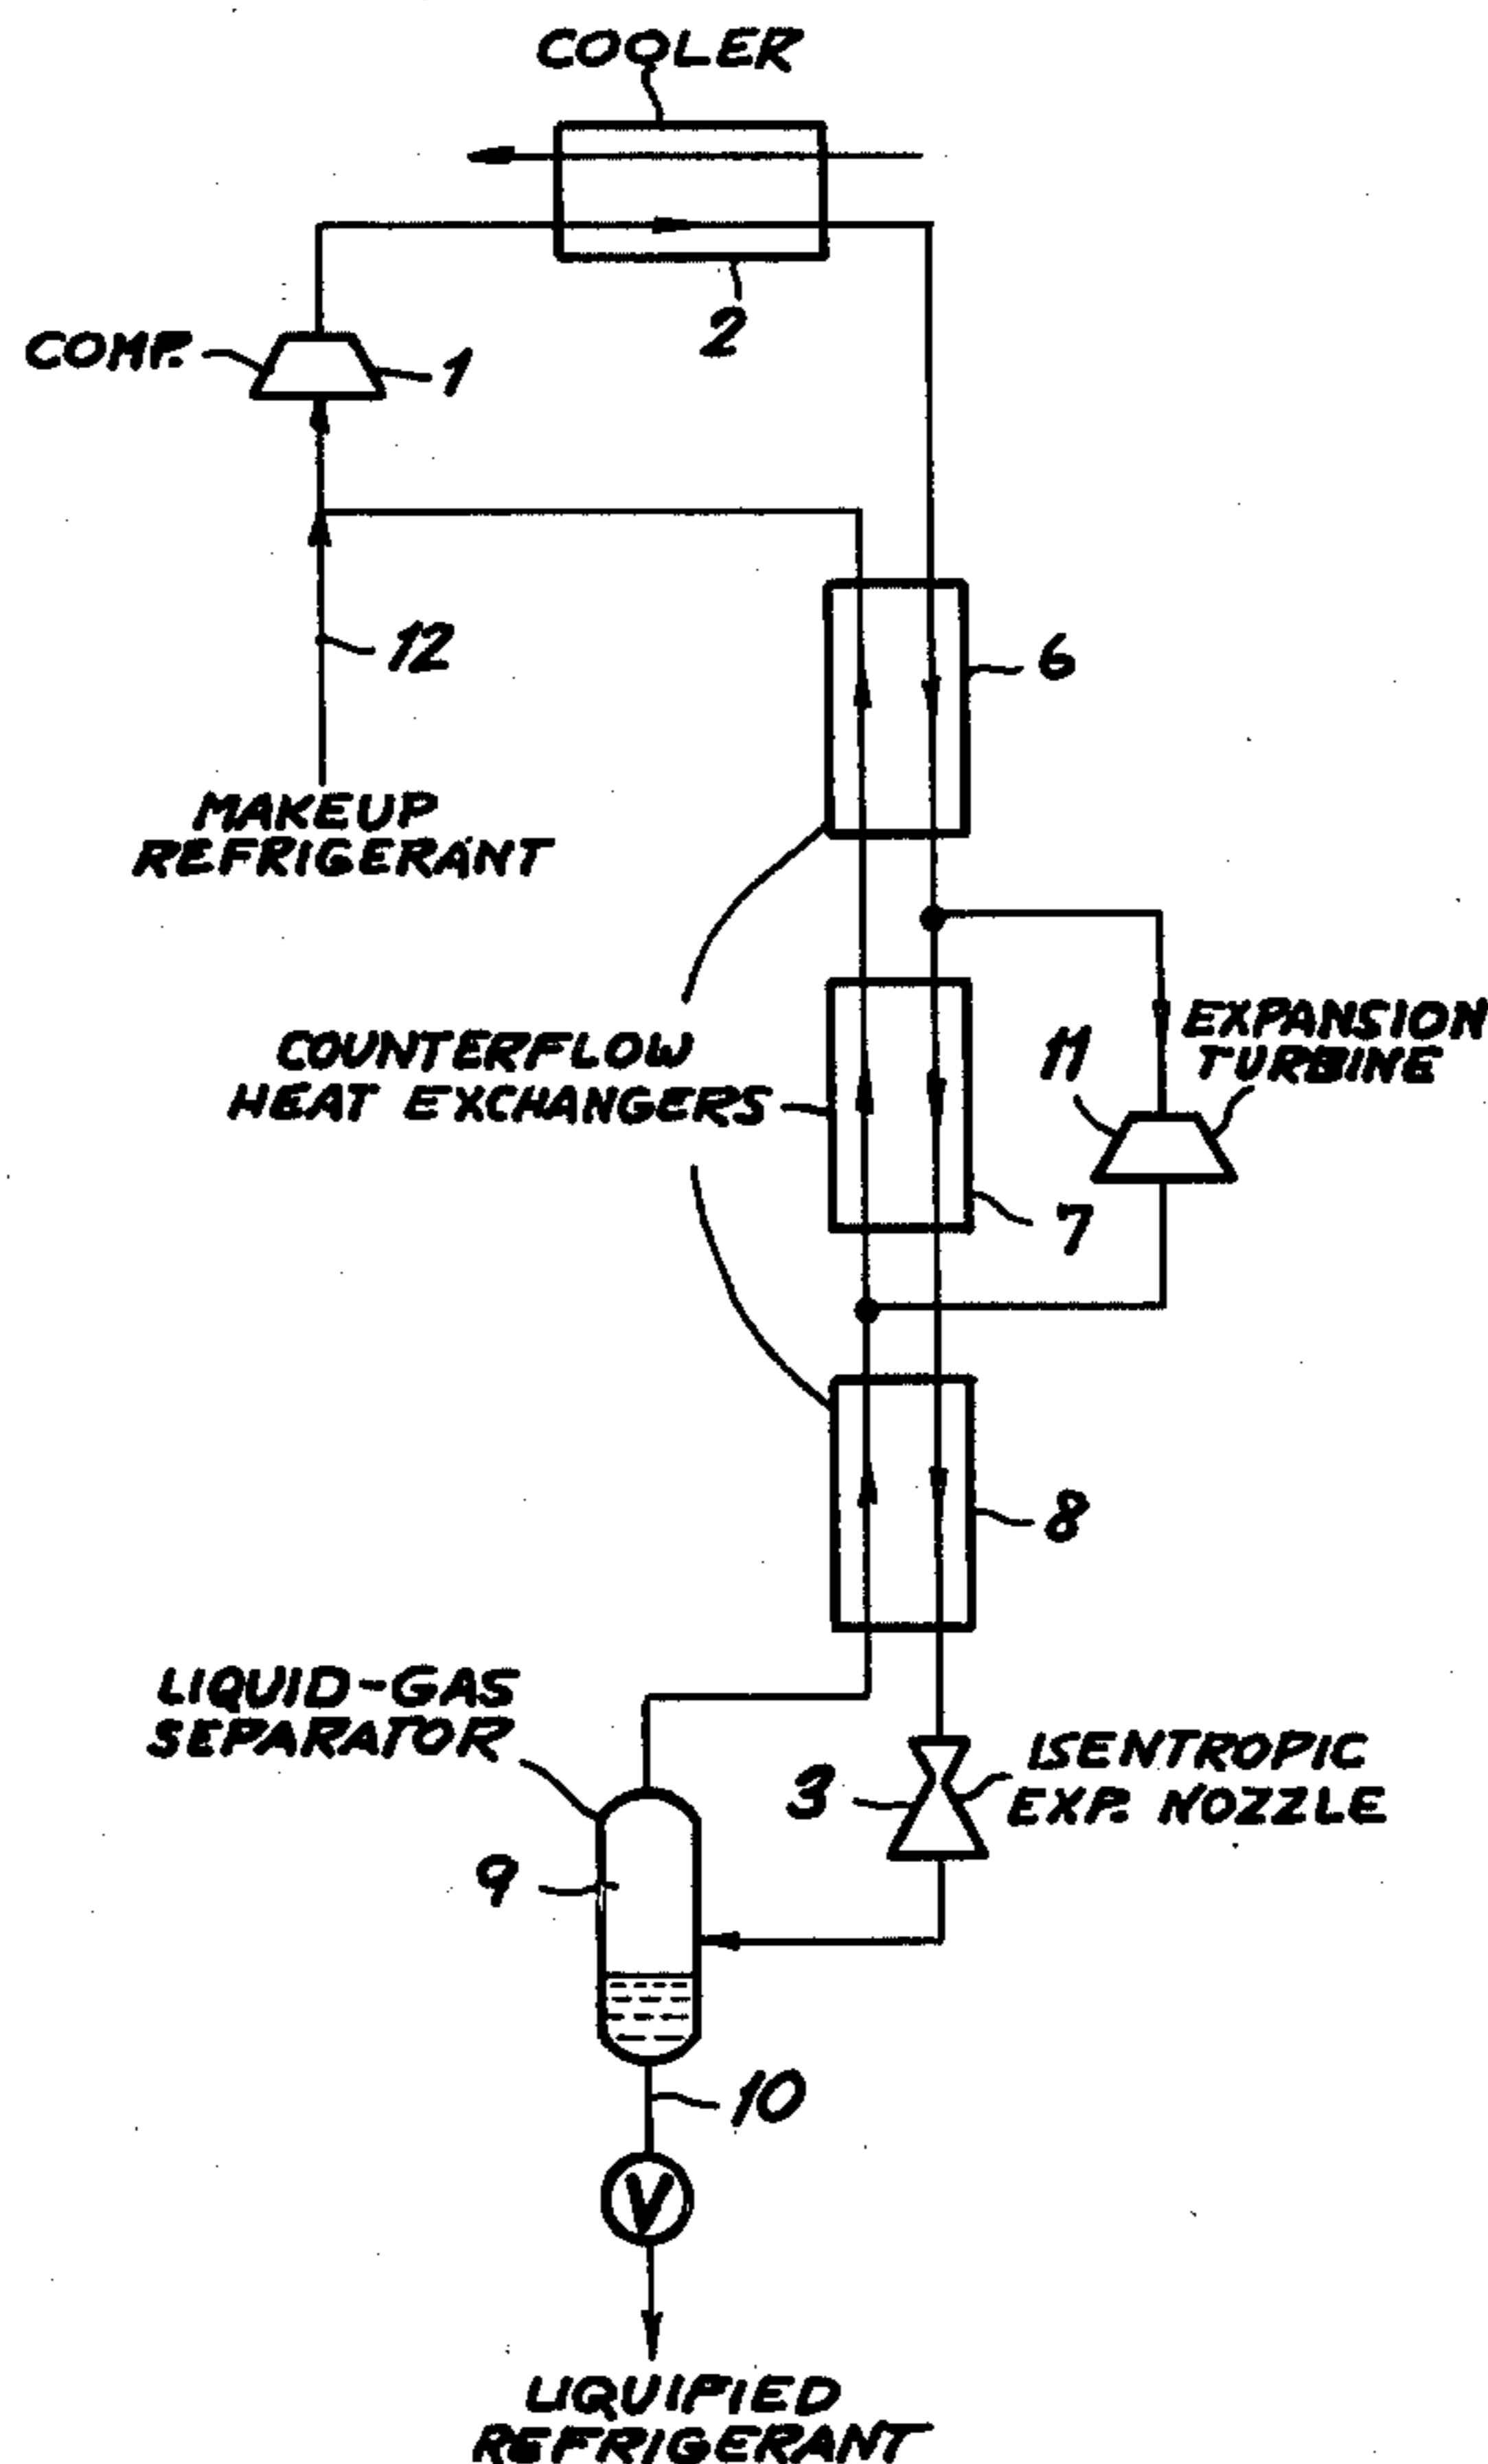 COOLER
2
COMP.
1
12
6
MAKEUP
REFRIGERANT
COUNTERFLOW
HEAT EXCHANGERS
11
EXPANSION
TURBINE
7
8
LIQUID-GAS
SEPARATOR
3
ISENTROPIC
EXP. NOZZLE
9
10
V
LIQUIFIED
REFRIGERANT